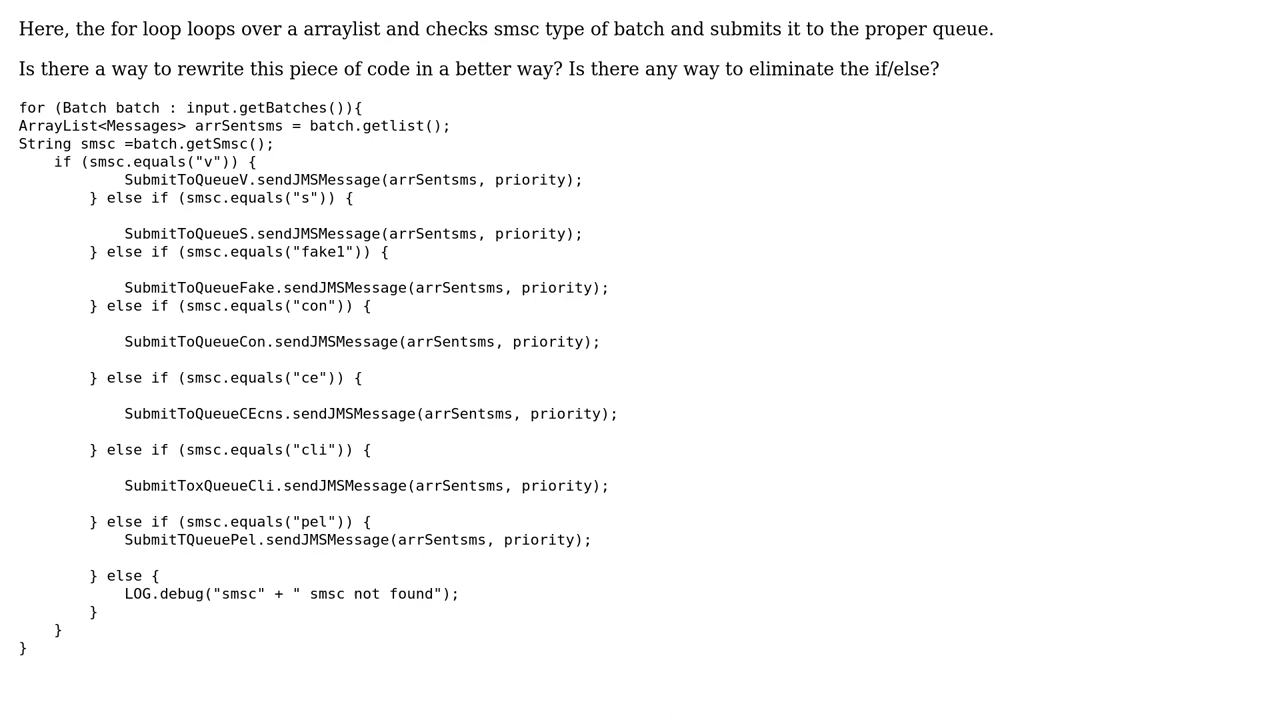 Here, the for loop loops over a arraylist and checks smsc type of batch and submits it to the proper queue.
Is there a way to rewrite this piece of code in a better way? Is there any way to eliminate the if/else?
for (Batch batch : input.getBatches()){
ArrayList<Messages> arrSentsms = batch.getlist();
String smsc =batch.getSmsc();
    if (smsc.equals("v")) {
            SubmitToQueueV.sendJMSMessage(arrSentsms, priority);
        } else if (smsc.equals("s")) {
            SubmitToQueueS.sendJMSMessage(arrSentsms, priority);
        } else if (smsc.equals("fake1")) {
            SubmitToQueueFake.sendJMSMessage(arrSentsms, priority);
        } else if (smsc.equals("con")) {
            SubmitToQueueCon.sendJMSMessage(arrSentsms, priority);
        } else if (smsc.equals("ce")) {
            SubmitToQueueCEcns.sendJMSMessage(arrSentsms, priority);
        } else if (smsc.equals("cli")) {
            SubmitToxQueueCli.sendJMSMessage(arrSentsms, priority);
        } else if (smsc.equals("pel")) {
            SubmitTQueuePel.sendJMSMessage(arrSentsms, priority);
        } else {
            LOG.debug("smsc" + " smsc not found");
        }
    }
}